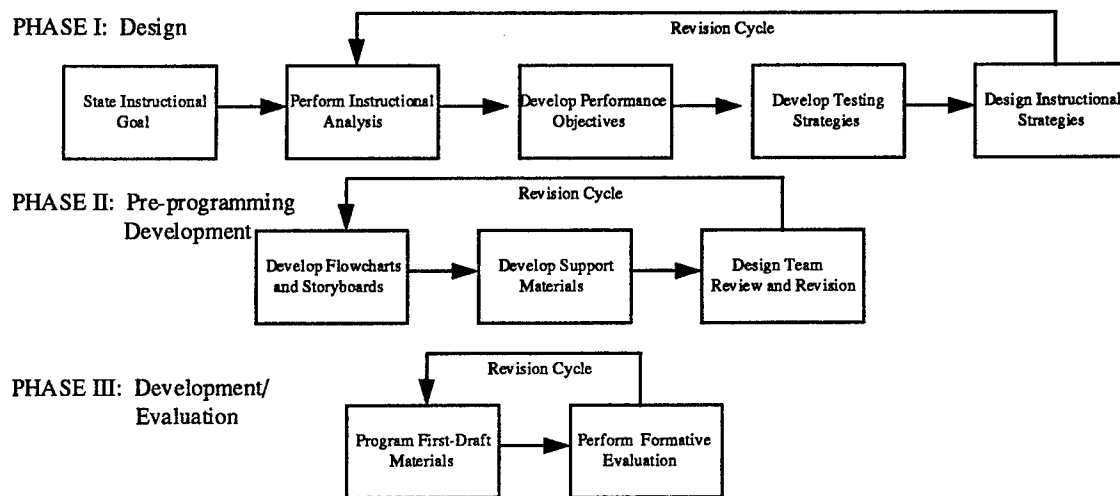 PHASE I: Design
Revision Cycle
State Instructional
Goal
Perform Instructional
Analysis
Develop Performance
Objectives
Develop Testing
Strategies
Design Instructional
Strategies
PHASE II: Pre-programming
Development
Revision Cycle
Develop Flowcharts
and Storyboards
Develop Support
Materials
Design Team
Review and Revision
PHASE III: Development/
Evaluation
Revision Cycle
Program First-Draft
Materials
Perform Formative
Evaluation